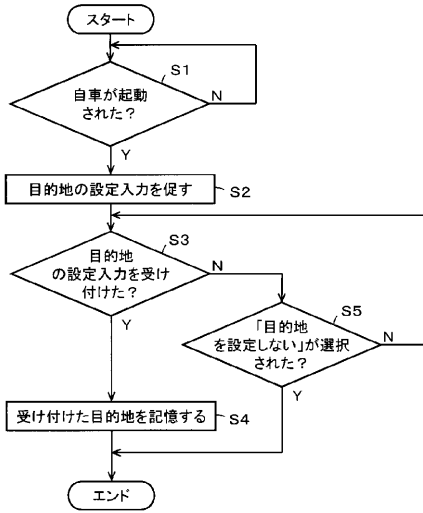 スタート
S1
自車が起動
された？
N
Y
目的地の設定入力を促す
S2
S3
目的地
の設定入力を受け
付けた？
N
Y
S5
「目的地
を設定しない」が選択
された？
N
Y
受け付けた目的地を記憶する
S4
エンド